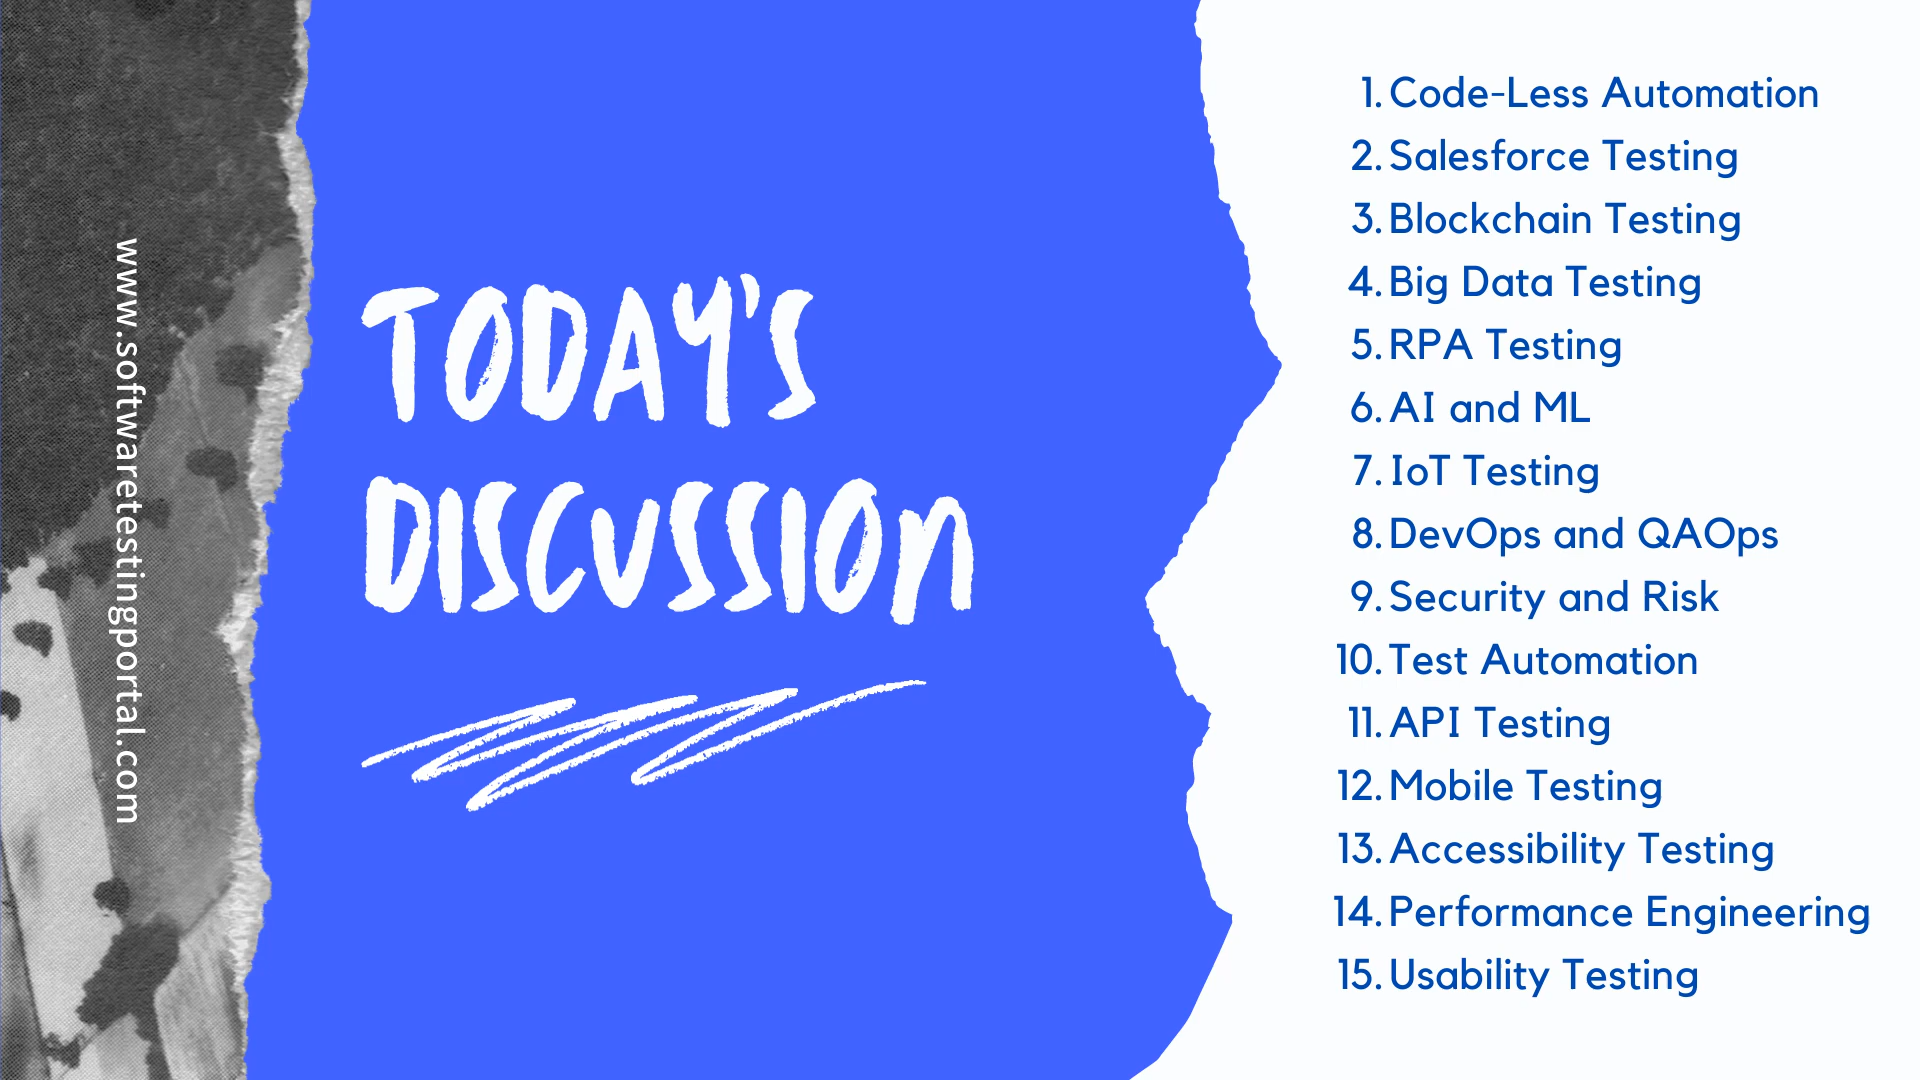 www.softwaretestingportal.com
TODAY'S
DISCUSSION
1. Code-Less Automation
2. Salesforce Testing
3. Blockchain Testing
4. Big Data Testing
5. RPA Testing
6. AI and ML
7. IoT Testing
8. DevOps and QAOps
9. Security and Risk
10. Test Automation
11. API Testing
12. Mobile Testing
13. Accessibility Testing
14. Performance Engineering
15. Usability Testing